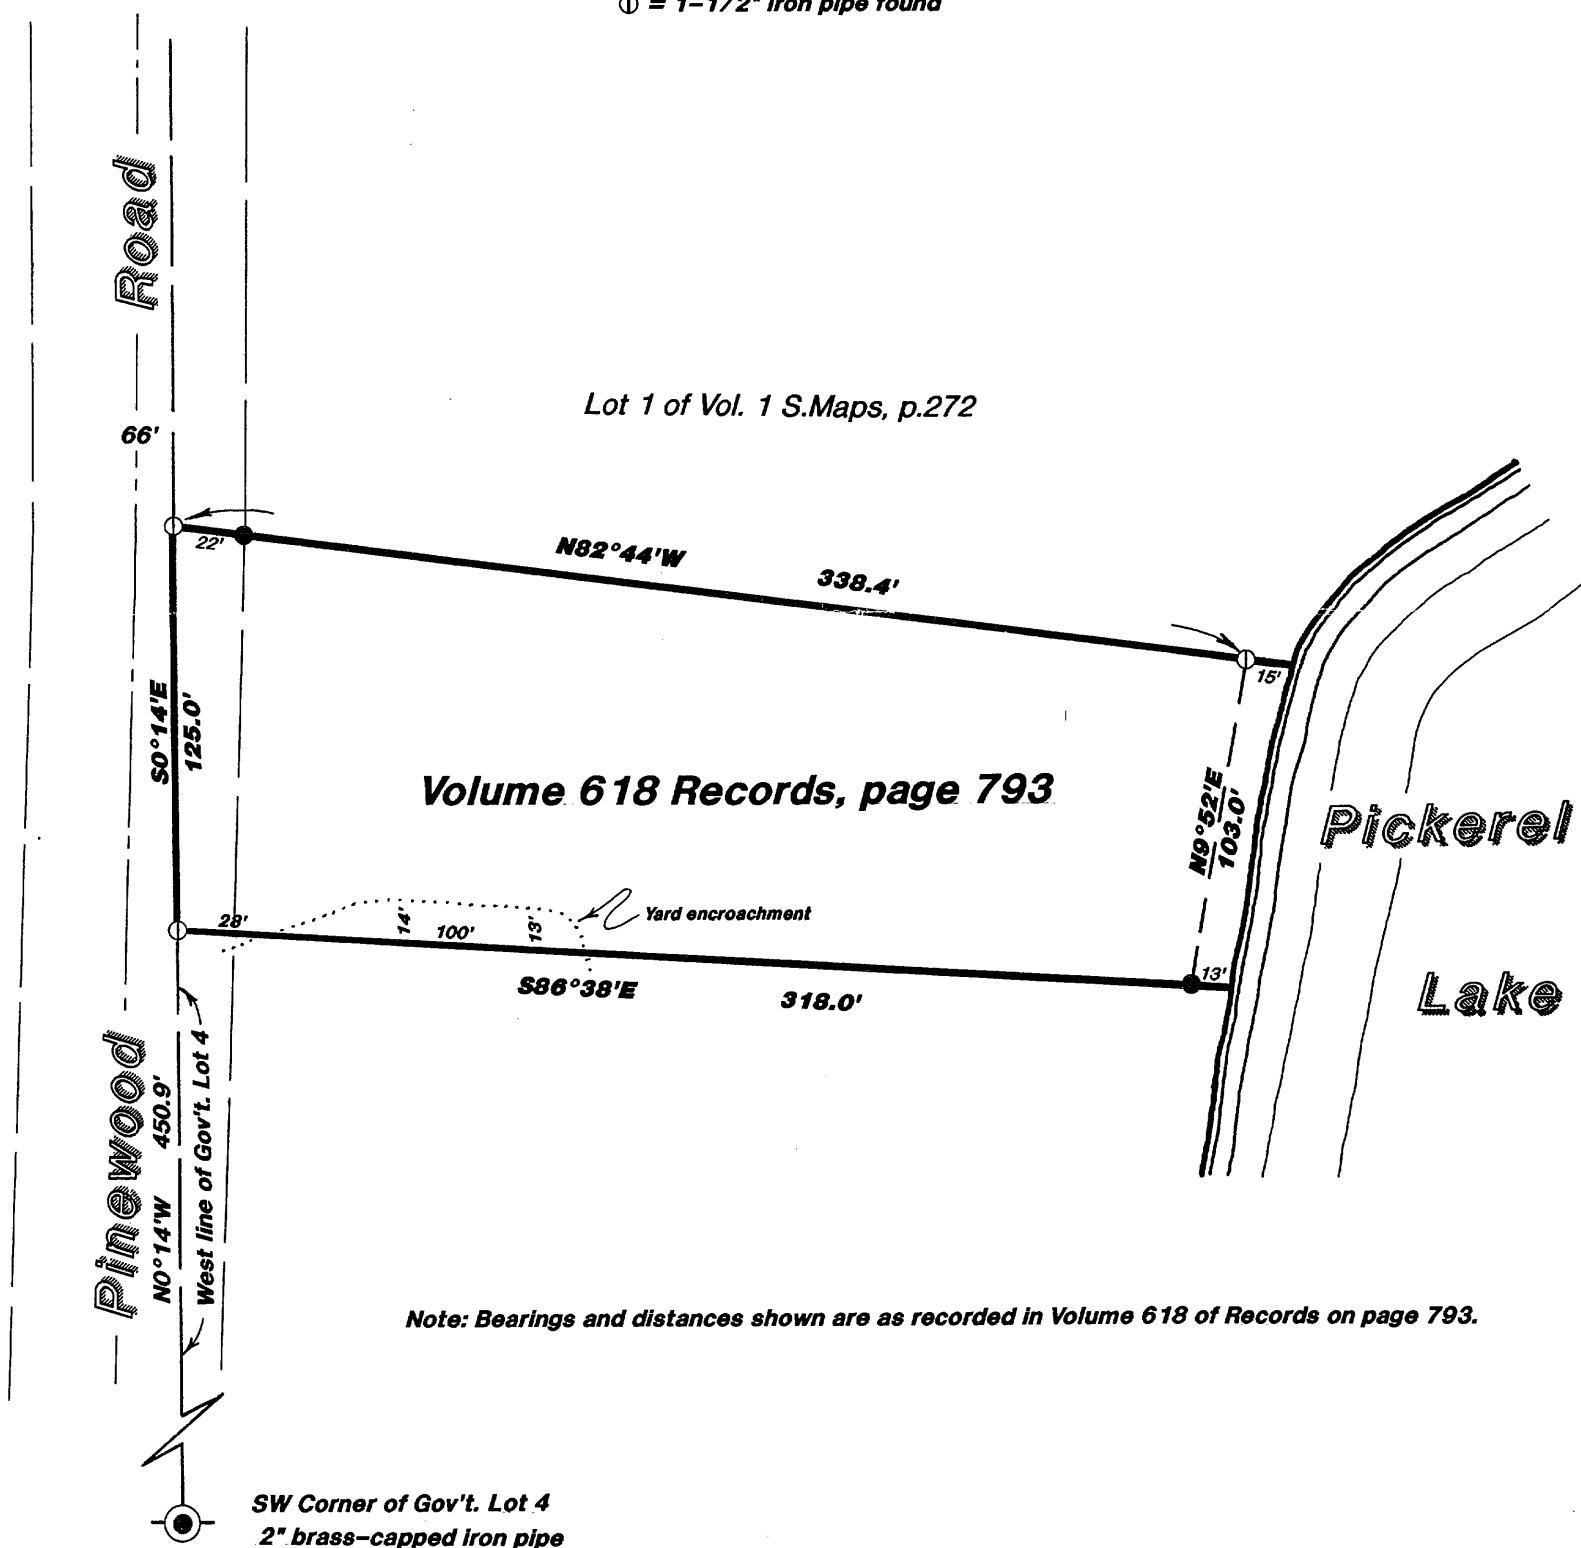 = 1-1/2" iron pipe found
Road
66'
Lot 1 of Vol. 1 S.Maps, p.272
22'
N82°44'W 338.4'
15'
S0°14'E
125.0'
Volume 618 Records, page 793
N9°52'E
103.0'
Pickerel
Lake
28'
14'
100'
13'
Yard encroachment
13'
S86°38'E 318.0'
Pinewood
N0°14'W 450.9'
West line of Gov't. Lot 4
Note: Bearings and distances shown are as recorded in Volume 618 of Records on page 793.
SW Corner of Gov't. Lot 4
2" brass-capped iron pipe